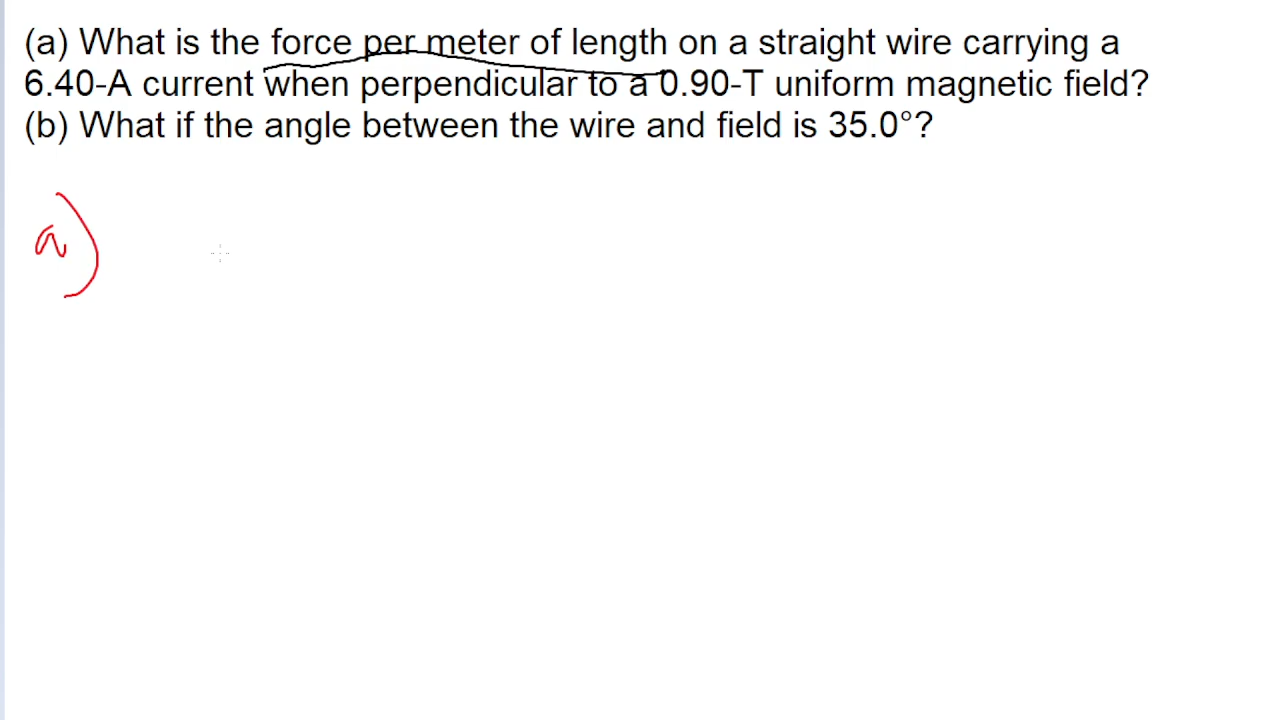 (a) What is the force per meter of length on a straight wire carrying a
6.40-A current when perpendicular to a 0.90-T uniform magnetic field?
(b) What if the angle between the wire and field is 35.0°?
a)